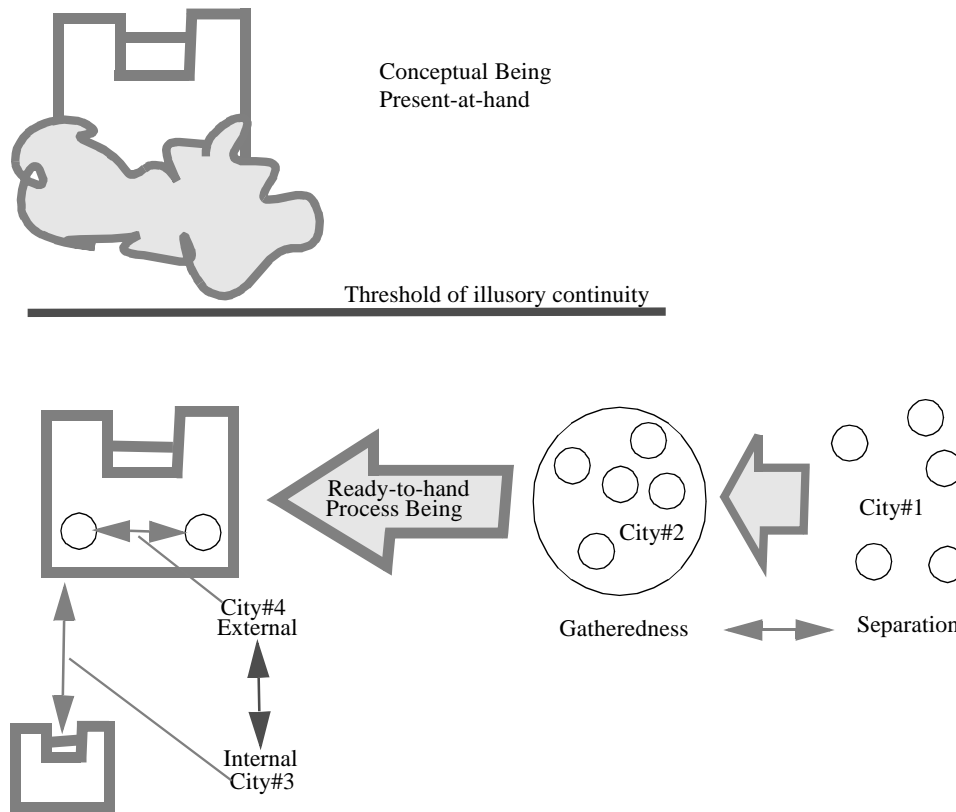 Conceptual Being
Present-at-hand
Threshold of illusory continuity
Ready-to-hand
Process Being
City#2
City#1
City#4
External
Gatheredness
Separation
Internal
City#3